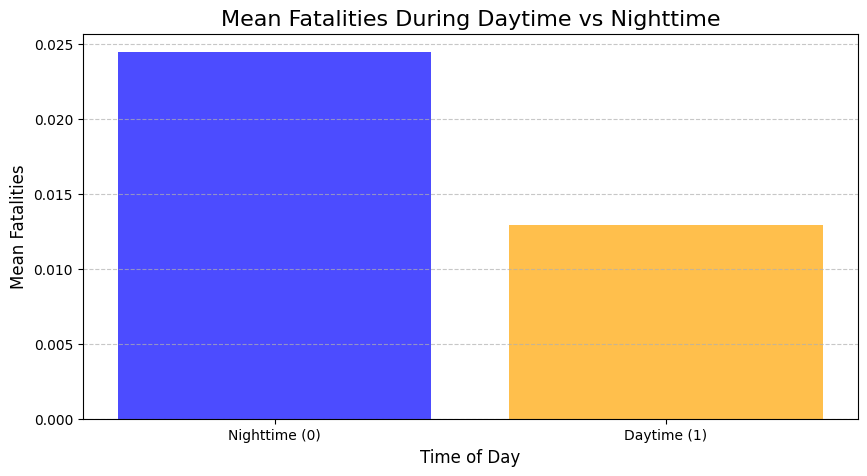 Mean Fatalities During Daytime vs Nighttime
Mean Fatalities
0.025
0.020
0.015
0.010
0.005
0.000
Nighttime (0)
Daytime (1)
Time of Day